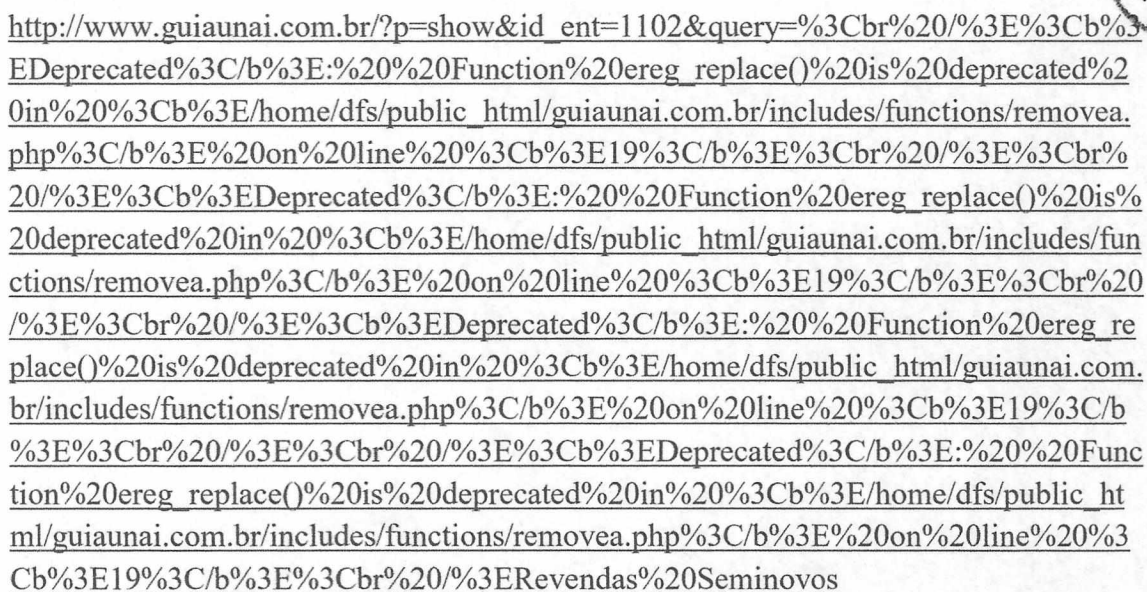 http://www.guiaunai.com.br/?p=show&id_ent=1102&query=%3Cbr%20/%3E%3Cb%3
EDeprecated%3C/b%3E:%20%20Function%20ereg_replace()%20is%20deprecated%2
0in%20%3Cb%3E/home/dfs/public_html/guiaunai.com.br/includes/functions/removea.
php%3C/b%3E%20on%20line%20%3Cb%3E19%3C/b%3E%3Cbr%20/%3E%3Cbr%
20/%3E%3Cb%3EDeprecated%3C/b%3E:%20%20Function%20ereg_replace()%20is%
20deprecated%20in%20%3Cb%3E/home/dfs/public_html/guiaunai.com.br/includes/fun
ctions/removea.php%3C/b%3E%20on%20line%20%3Cb%3E19%3C/b%3E%3Cbr%20
/%3E%3Cbr%20/%3E%3Cb%3EDeprecated%3C/b%3E:%20%20Function%20ereg_re
place()%20is%20deprecated%20in%20%3Cb%3E/home/dfs/public_html/guiaunai.com.
br/includes/functions/removea.php%3C/b%3E%20on%20line%20%3Cb%3E19%3C/b
%3E%3Cbr%20/%3E%3Cbr%20/%3E%3Cb%3EDeprecated%3C/b%3E:%20%20Func
tion%20ereg_replace()%20is%20deprecated%20in%20%3Cb%3E/home/dfs/public_ht
ml/guiaunai.com.br/includes/functions/removea.php%3C/b%3E%20on%20line%20%3
Cb%3E19%3C/b%3E%3Cbr%20/%3ERevendas%20Seminovos